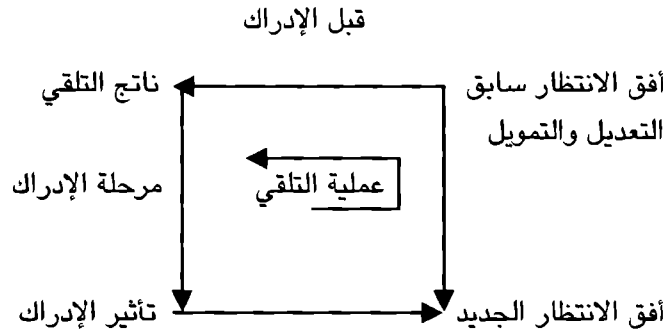 قبل الإدراك
أفق الانتظار سابق
التعديل والتمويل
ناتج التلقي
عملية التلقي
مرحلة الإدراك
أفق الانتظار الجديد
تأثير الإدراك